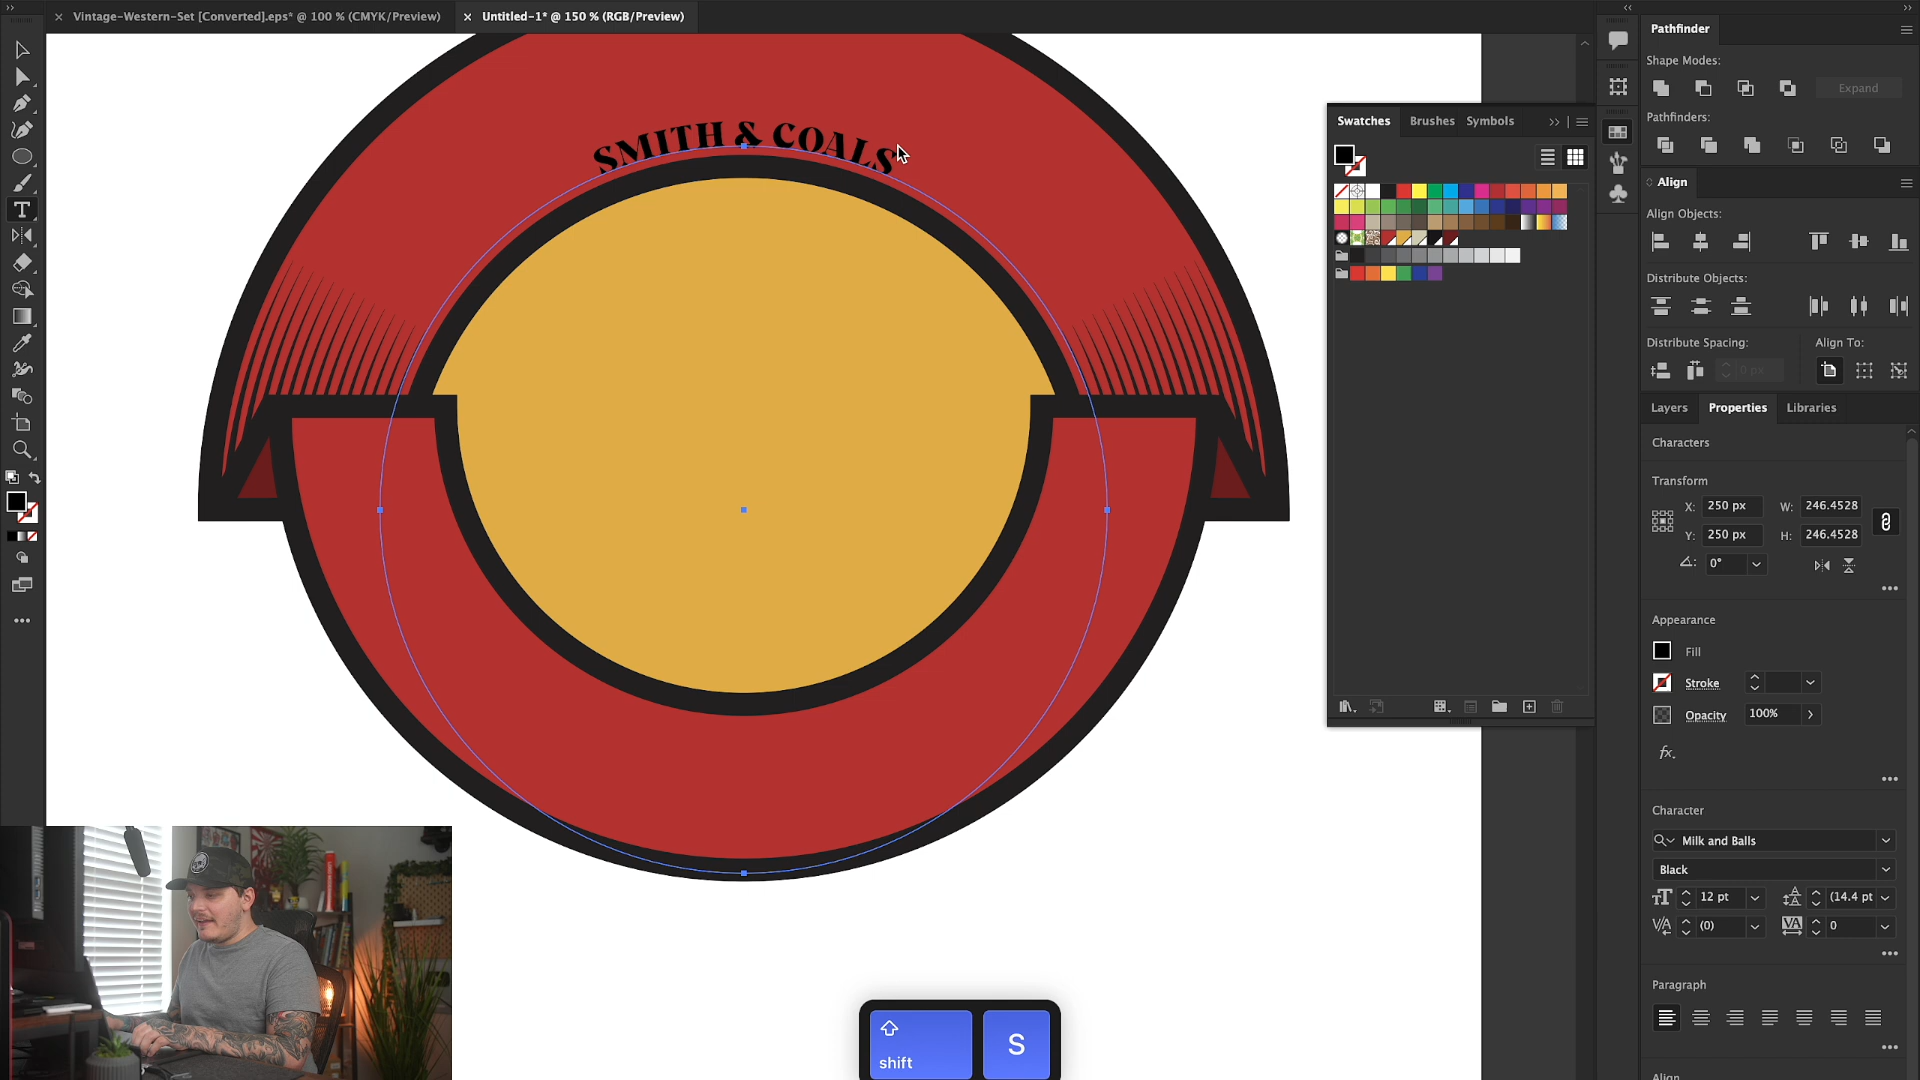 Vintage-Western-Set [Converted].eps* @ 100 % (CMYK/Preview)
Untitled-1* @ 150 % (RGB/Preview)
SMITH & COALS
Swatches
Brushes
Symbols
Pathfinder
Shape Modes:
Expand
Pathfinders:
Align
Align Objects:
Distribute Objects:
Distribute Spacing:
Align To:
0 px
Layers
Properties
Libraries
Characters
Transform
X: 250 px
W: 246.4528
Y: 250 px
H: 246.4528
0°
Appearance
Fill
Stroke
Opacity
100%
fx.
Character
Milk and Balls
Black
12 pt
(14.4 pt
(0)
0
Paragraph
Align
shift
S